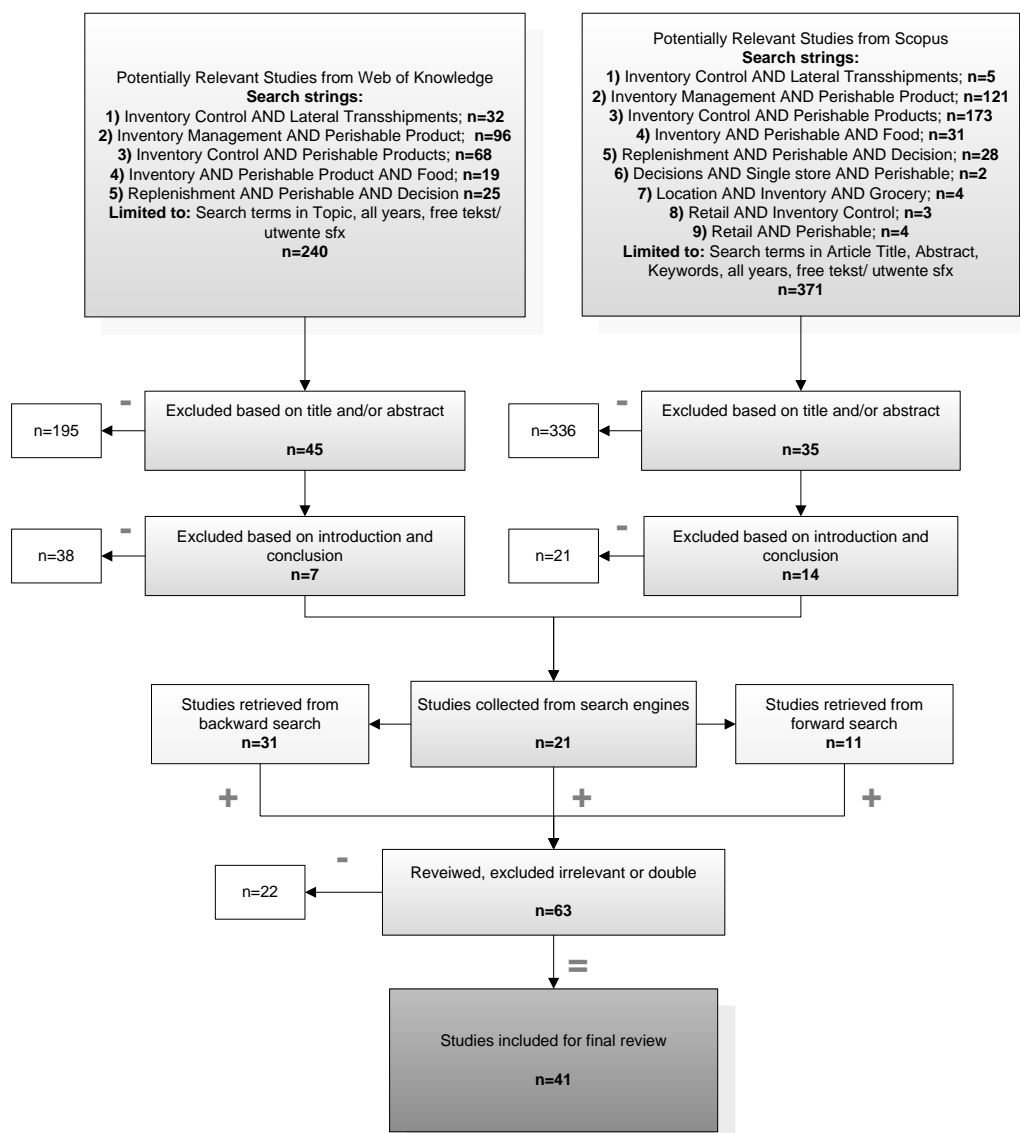 Potentially Relevant Studies from Web of Knowledge
Search strings:
1) Inventory Control AND Lateral Transshipments; n=32
2) Inventory Management AND Perishable Product; n=96
3) Inventory Control AND Perishable Products; n=68
4) Inventory AND Perishable Product AND Food; n=19
5) Replenishment AND Perishable AND Decision n=25
Limited to: Search terms in Topic, all years, free tekst/
utwente sfx
n=240
Potentially Relevant Studies from Scopus
Search strings:
1) Inventory Control AND Lateral Transshipments; n=5
2) Inventory Management AND Perishable Product; n=121
3) Inventory Control AND Perishable Products; n=173
4) Inventory AND Perishable AND Food; n=31
5) Replenishment AND Perishable AND Decision; n=28
6) Decisions AND Single store AND Perishable; n=2
7) Location AND Inventory AND Grocery; n=4
8) Retail AND Inventory Control; n=3
9) Retail AND Perishable; n=4
Limited to: Search terms in Article Title, Abstract,
Keywords, all years, free tekst/ utwente sfx
n=371
-
n=195
Excluded based on title and/or abstract
n=45
-
n=336
Excluded based on title and/or abstract
n=35
-
n=38
Excluded based on introduction and
conclusion
n=7
-
n=21
Excluded based on introduction and
conclusion
n=14
Studies retrieved from
backward search
n=31
Studies collected from search engines
n=21
Studies retrieved from
forward search
n=11
+ + +
-
n=22
Reveiwed, excluded irrelevant or double
n=63
=
Studies included for final review
n=41